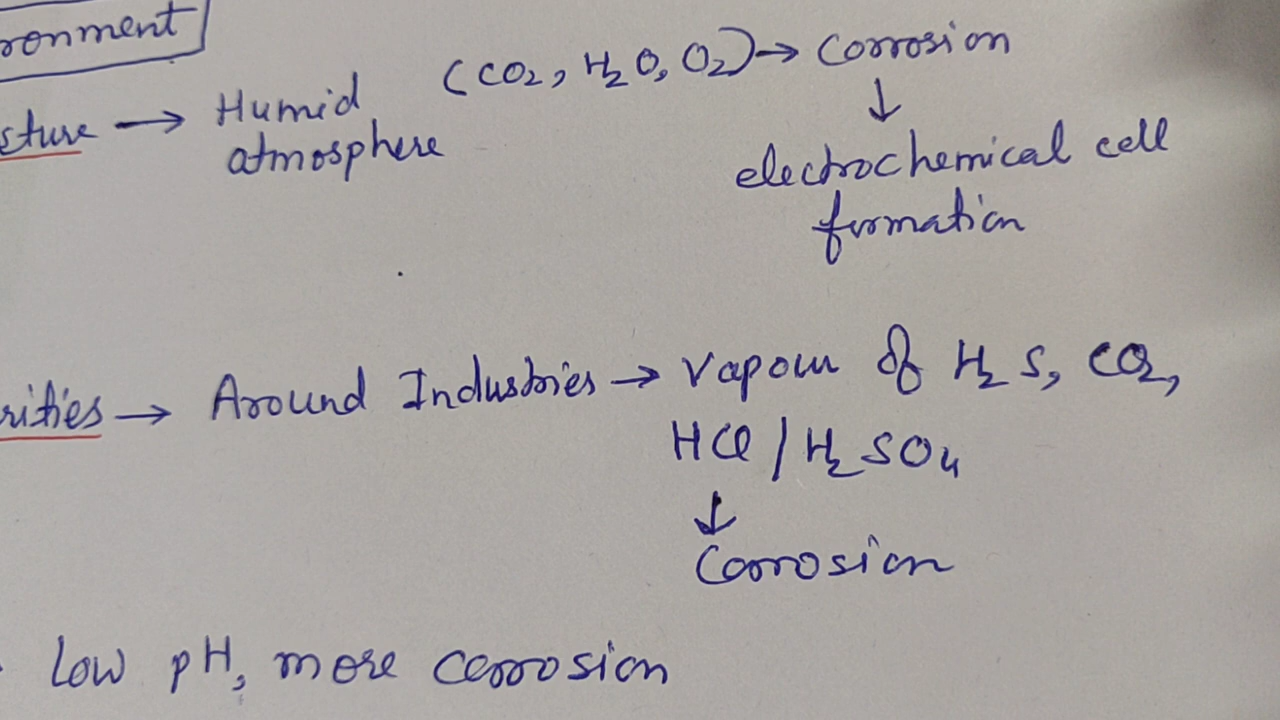 ronment
(CO2, H2O, O2) → Corrosion
sture → Humid
atmosphere
↓
electrochemical cell
formation
rities → Around Industries → Vapour of H2S, CO2,
HCl / H2SO4
↓
Corrosion
Low pH, more corrosion